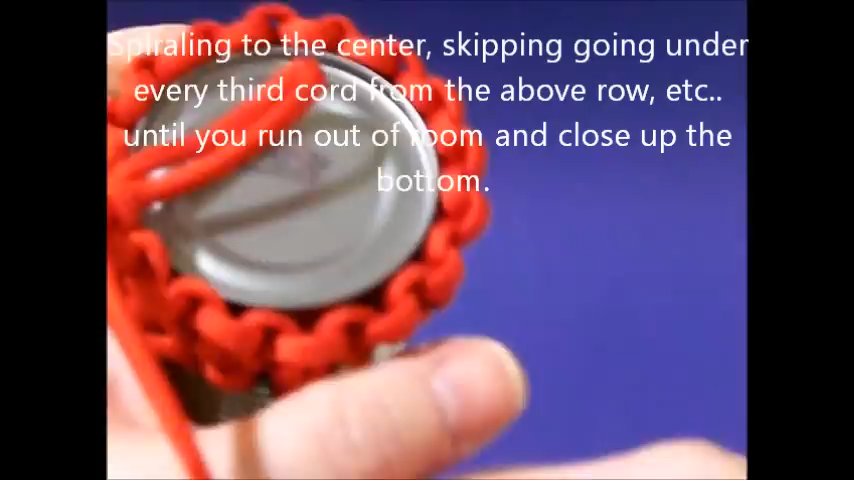 Spiraling to the center, skipping going under
every third cord from the above row, etc..
until you run out of room and close up the
bottom.